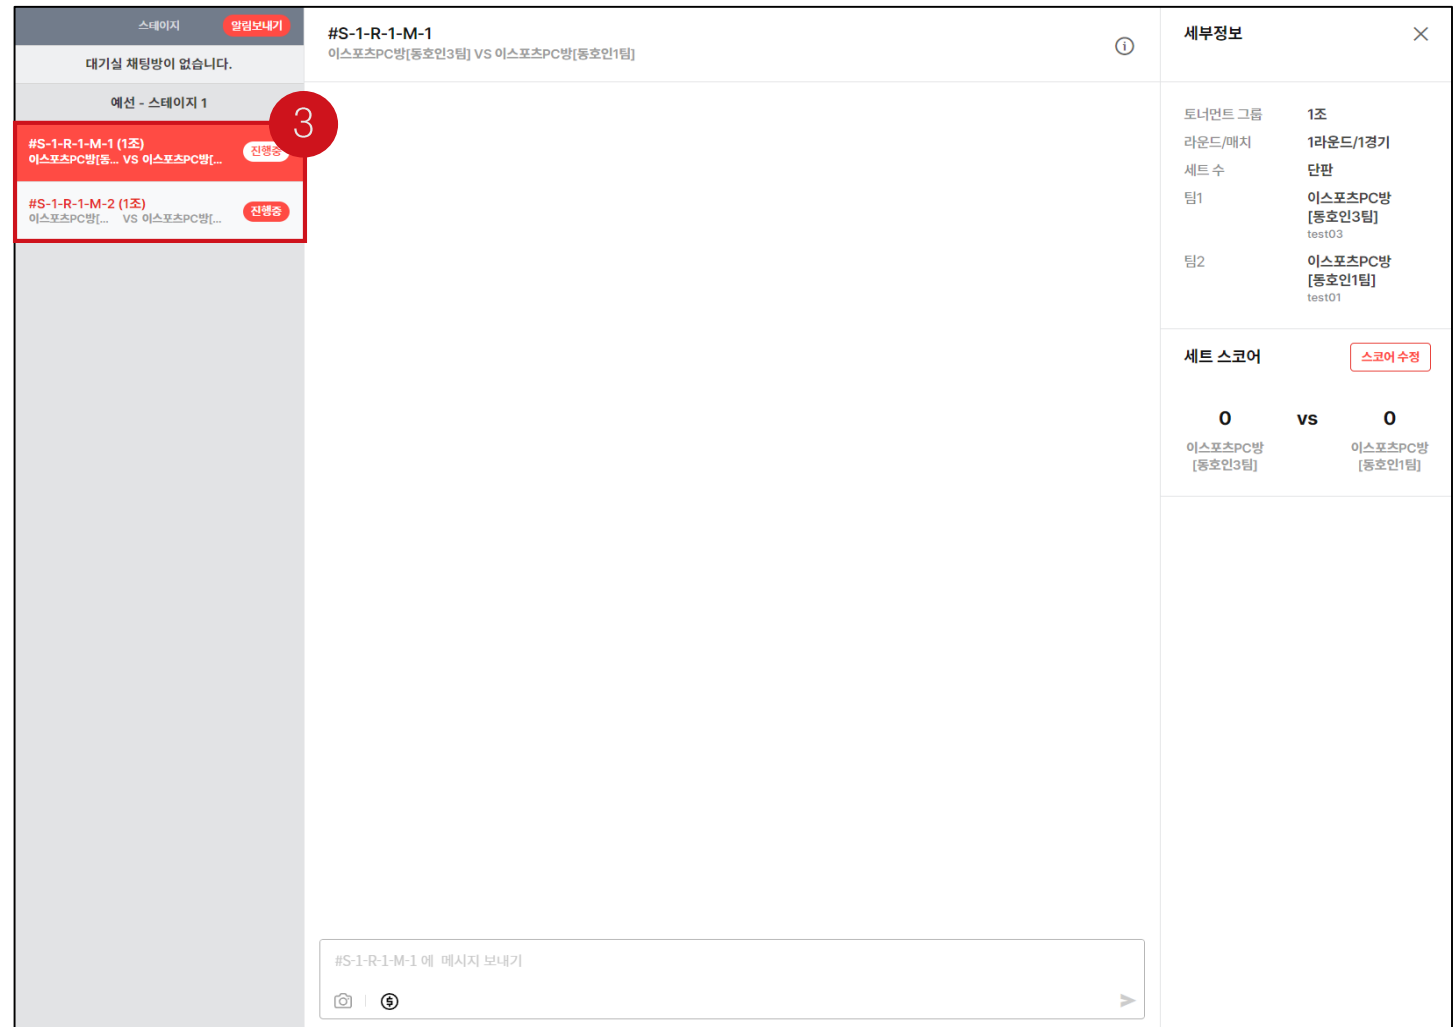 스테이지 알림보내기
대기실 채팅방이 없습니다.
예선 - 스테이지 1
3
#S-1-R-1-M-1 (1조)
이스포츠PC방[동... VS 이스포츠PC방[...
진행중
#S-1-R-1-M-2 (1조)
이스포츠PC방[... VS 이스포츠PC방[...
진행중
#S-1-R-1-M-1
이스포츠PC방[동호인3팀] VS 이스포츠PC방[동호인1팀]
#S-1-R-1-M-1 에 메시지 보내기
세부정보
토너먼트 그룹 1조
라운드/매치 1라운드/1경기
세트 수 단판
팀1 이스포츠PC방
[동호인3팀]
test03
팀2 이스포츠PC방
[동호인1팀]
test01
세트 스코어 스코어 수정
0 vs 0
이스포츠PC방 이스포츠PC방
[동호인3팀] [동호인1팀]